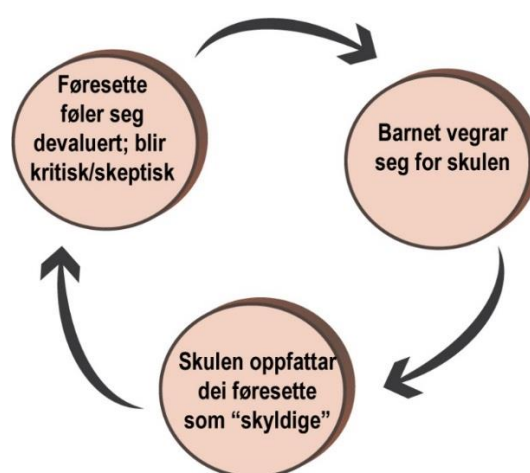 Føresette
føler seg
devaluert; blir
kritisk/skeptisk
Barnet vegrar
seg for skulen
Skulen oppfattar
dei føresette
som “skyldige”